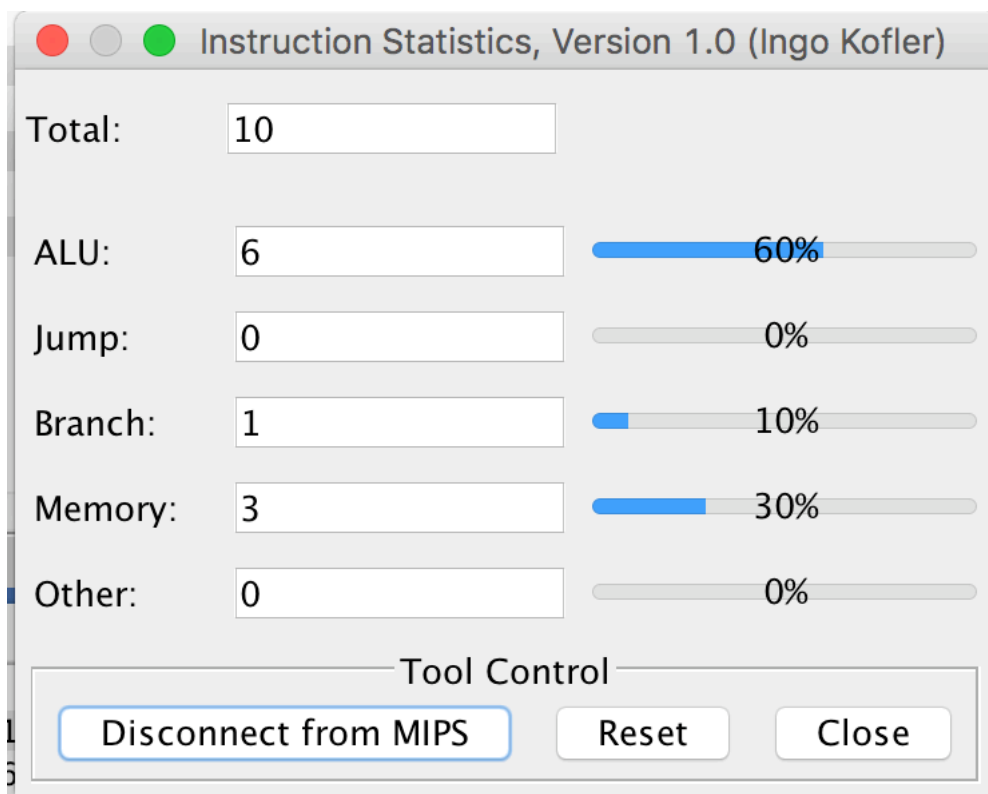 Instruction Statistics, Version 1.0 (Ingo Kofler)
Total: 10
ALU: 6 60%
Jump: 0 0%
Branch: 1 10%
Memory: 3 30%
Other: 0 0%
Tool Control
Disconnect from MIPS Reset Close